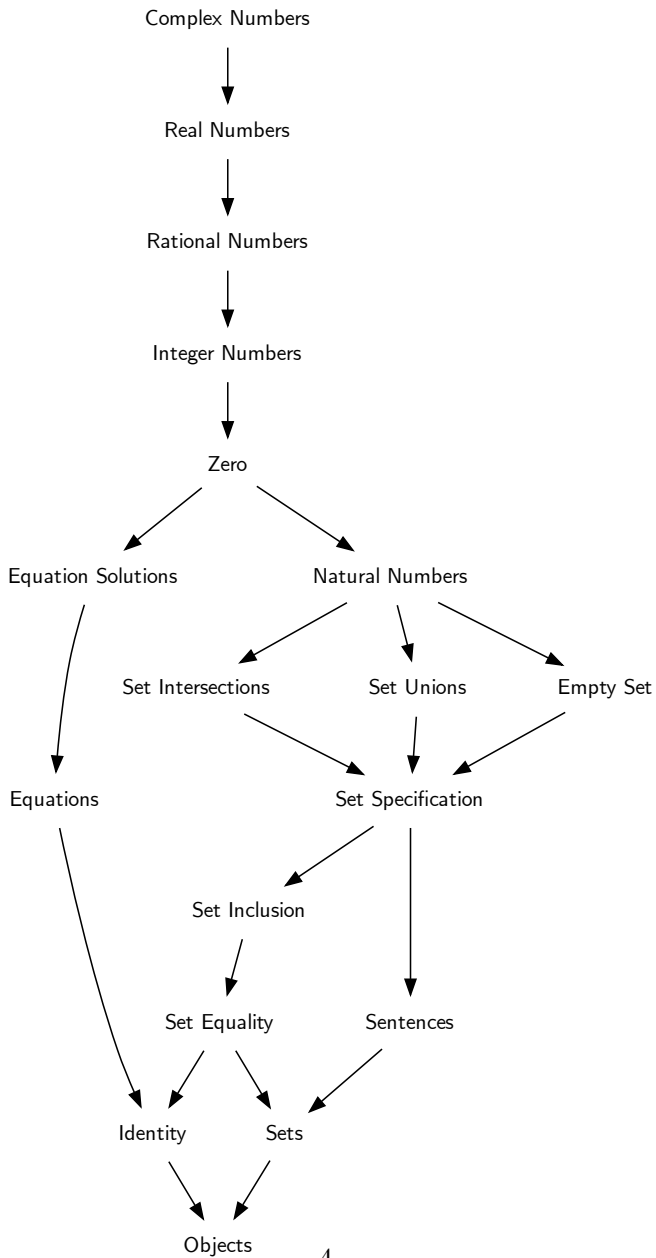 Complex Numbers
Real Numbers
Rational Numbers
Integer Numbers
Zero
Equation Solutions Natural Numbers
Set Intersections Set Unions Empty Set
Equations Set Specification
Set Inclusion
Set Equality Sentences
Identity Sets
Objects